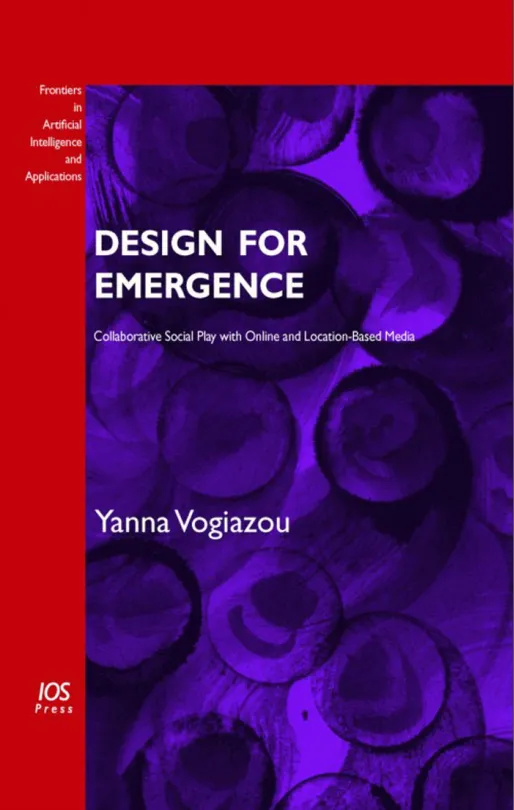 Frontiers
in
Artificial
Intelligence
and
Applications
DESIGN FOR
EMERGENCE
Collaborative Social Play with Online and Location-Based Media
Yanna Vogiazou
IOS
Press